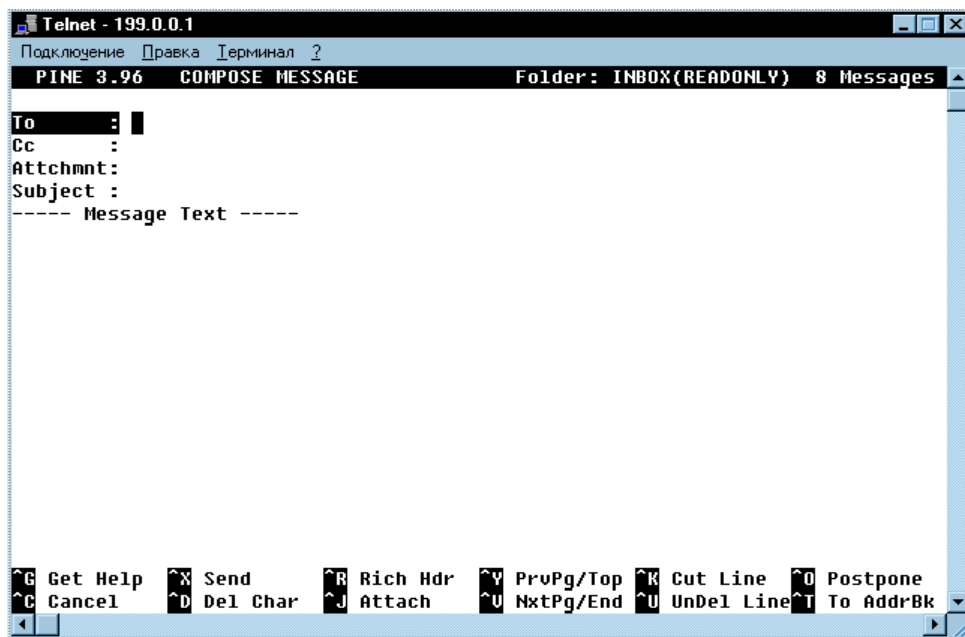 Telnet - 199.0.0.1
Подключение Правка Терминал ?
PINE 3.96 COMPOSE MESSAGE Folder: INBOX(READONLY) 8 Messages
To :
Cc :
Attchmnt:
Subject :
----- Message Text -----
^G Get Help ^X Send ^R Rich Hdr ^Y PrvPg/Top ^K Cut Line ^O Postpone
^C Cancel ^D Del Char ^J Attach ^V NxtPg/End ^U UnDel Line ^T To AddrBk